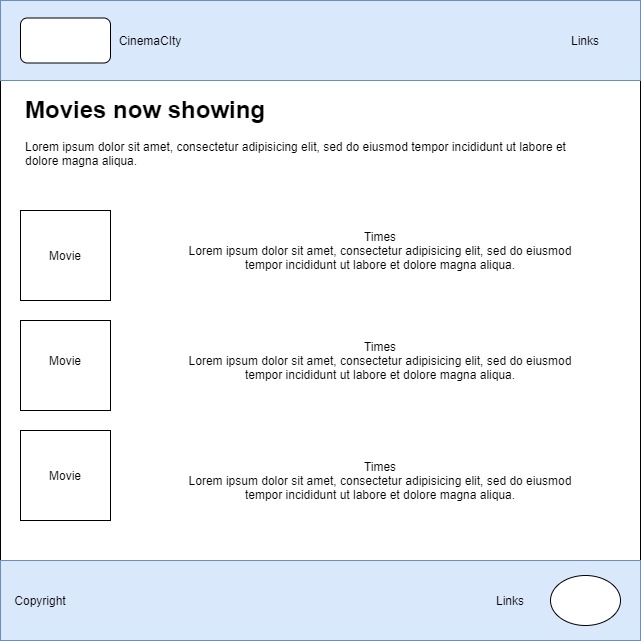 CinemaCIty
Links
Movies now showing
Lorem ipsum dolor sit amet, consectetur adipisicing elit, sed do eiusmod tempor incididunt ut labore et
dolore magna aliqua.
Movie
Times
Lorem ipsum dolor sit amet, consectetur adipisicing elit, sed do eiusmod
tempor incididunt ut labore et dolore magna aliqua.
Movie
Times
Lorem ipsum dolor sit amet, consectetur adipisicing elit, sed do eiusmod
tempor incididunt ut labore et dolore magna aliqua.
Movie
Times
Lorem ipsum dolor sit amet, consectetur adipisicing elit, sed do eiusmod
tempor incididunt ut labore et dolore magna aliqua.
Copyright
Links